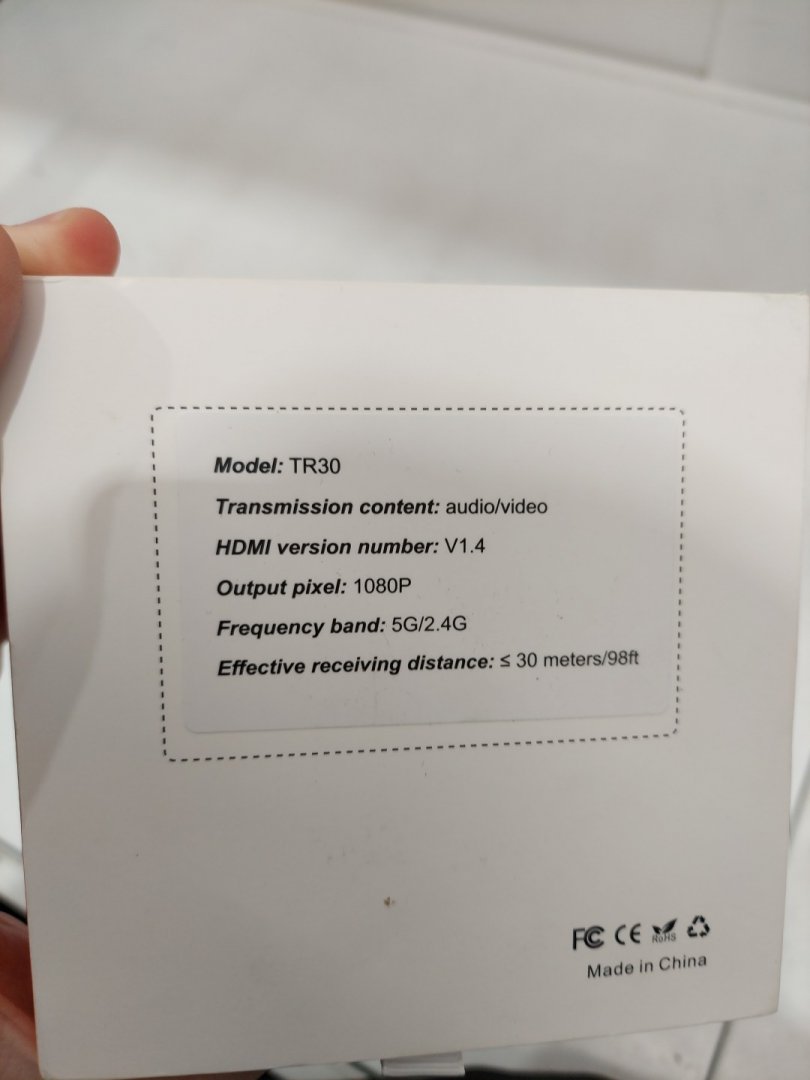 Model: TR30
Transmission content: audio/video
HDMI version number: V1.4
Output pixel: 1080P
Frequency band: 5G/2.4G
Effective receiving distance: ≤ 30 meters/98ft
FC CE RoHS
Made in China